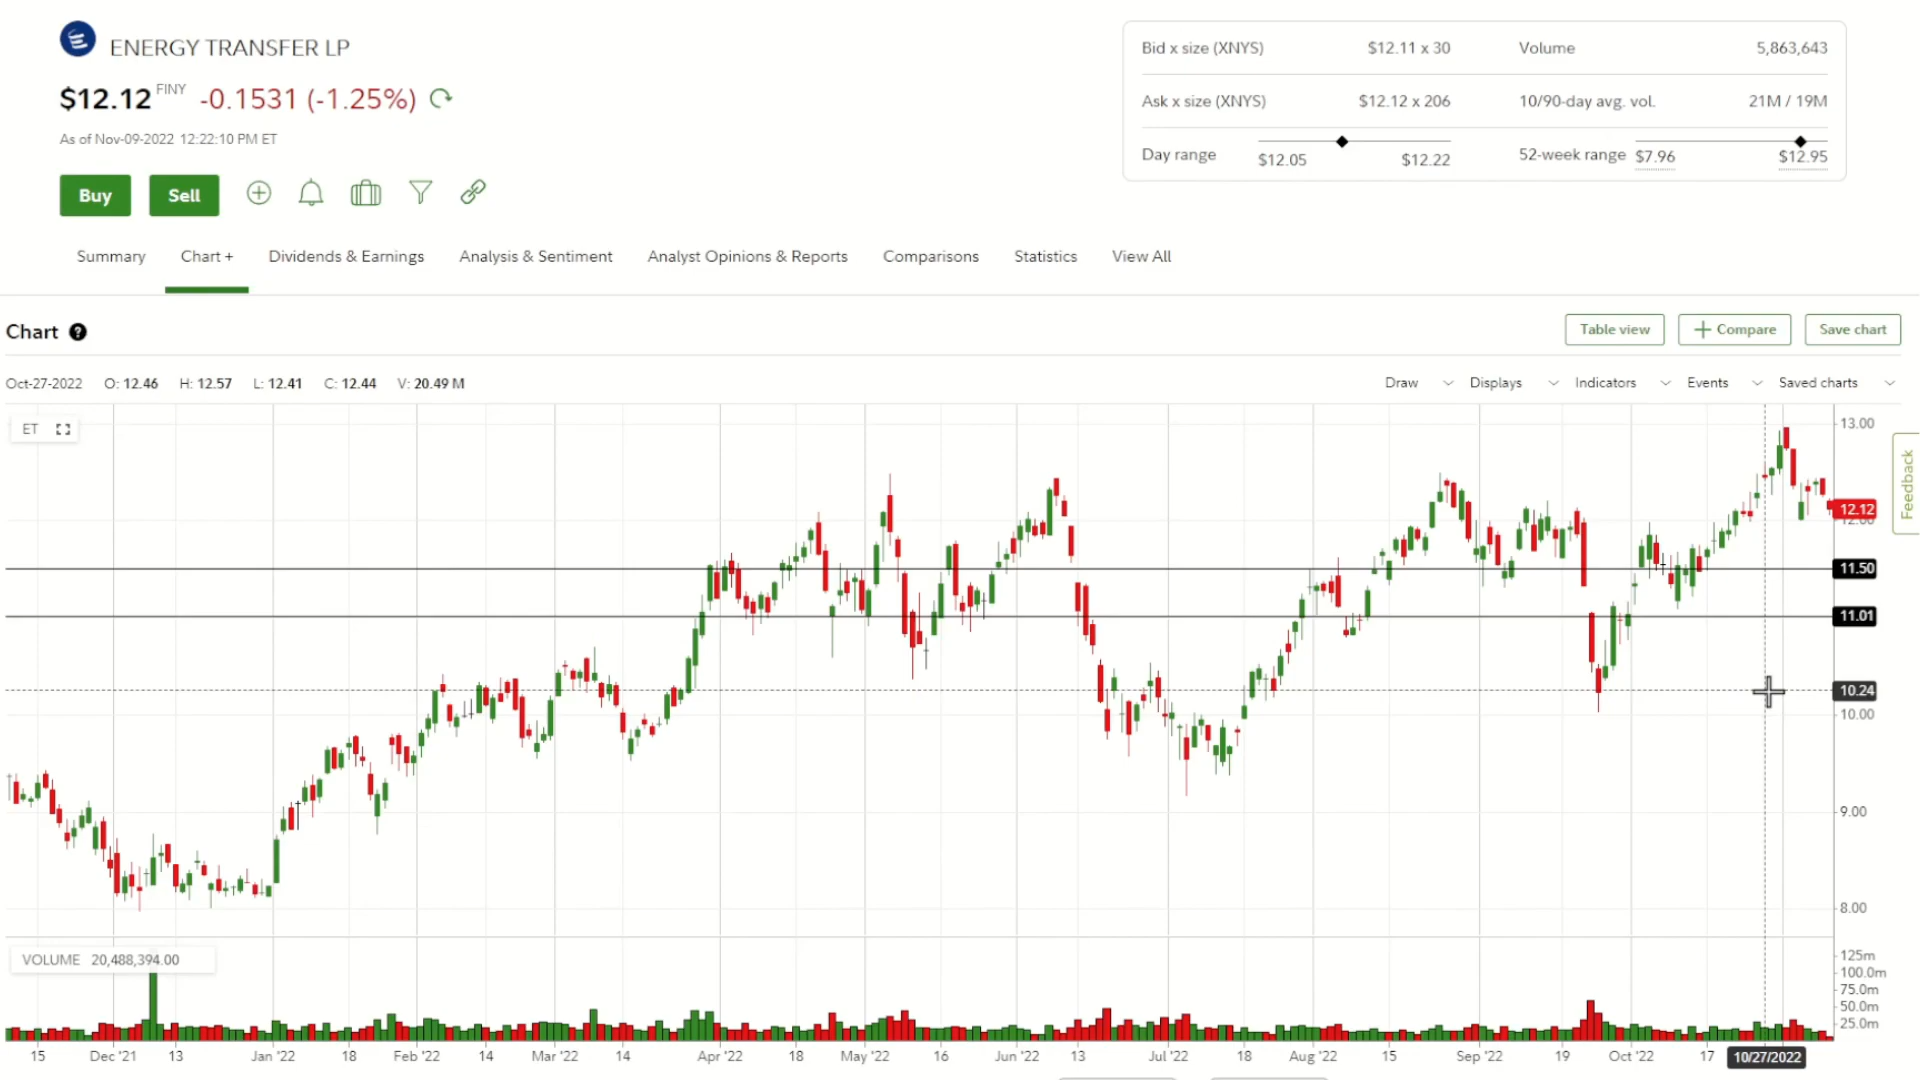 ENERGY TRANSFER LP
$12.12 FINY -0.1531 (-1.25%)
As of Nov-09-2022 12:22:10 PM ET
Buy Sell
Bid x size (XNYS) $12.11 x 30 Volume 5,863,643
Ask x size (XNYS) $12.12 x 206 10/90-day avg. vol. 21M / 19M
Day range $12.05 $12.22 52-week range $7.96 $12.95
Summary Chart + Dividends & Earnings Analysis & Sentiment Analyst Opinions & Reports Comparisons Statistics View All
Chart ? Table view + Compare Save chart
Oct-27-2022 O: 12.46 H: 12.57 L: 12.41 C: 12.44 V: 20.49 M Draw Displays Indicators Events Saved charts
ET
13.00
Feedback
12.12
12.00
11.50
11.01
10.24
10.00
9.00
8.00
VOLUME 20,488,394.00
125m
100.0m
75.0m
50.0m
25.0m
15 Dec '21 13 Jan '22 18 Feb '22 14 Mar '22 14 Apr '22 18 May '22 16 Jun '22 13 Jul '22 18 Aug '22 15 Sep '22 19 Oct '22 17 10/27/2022